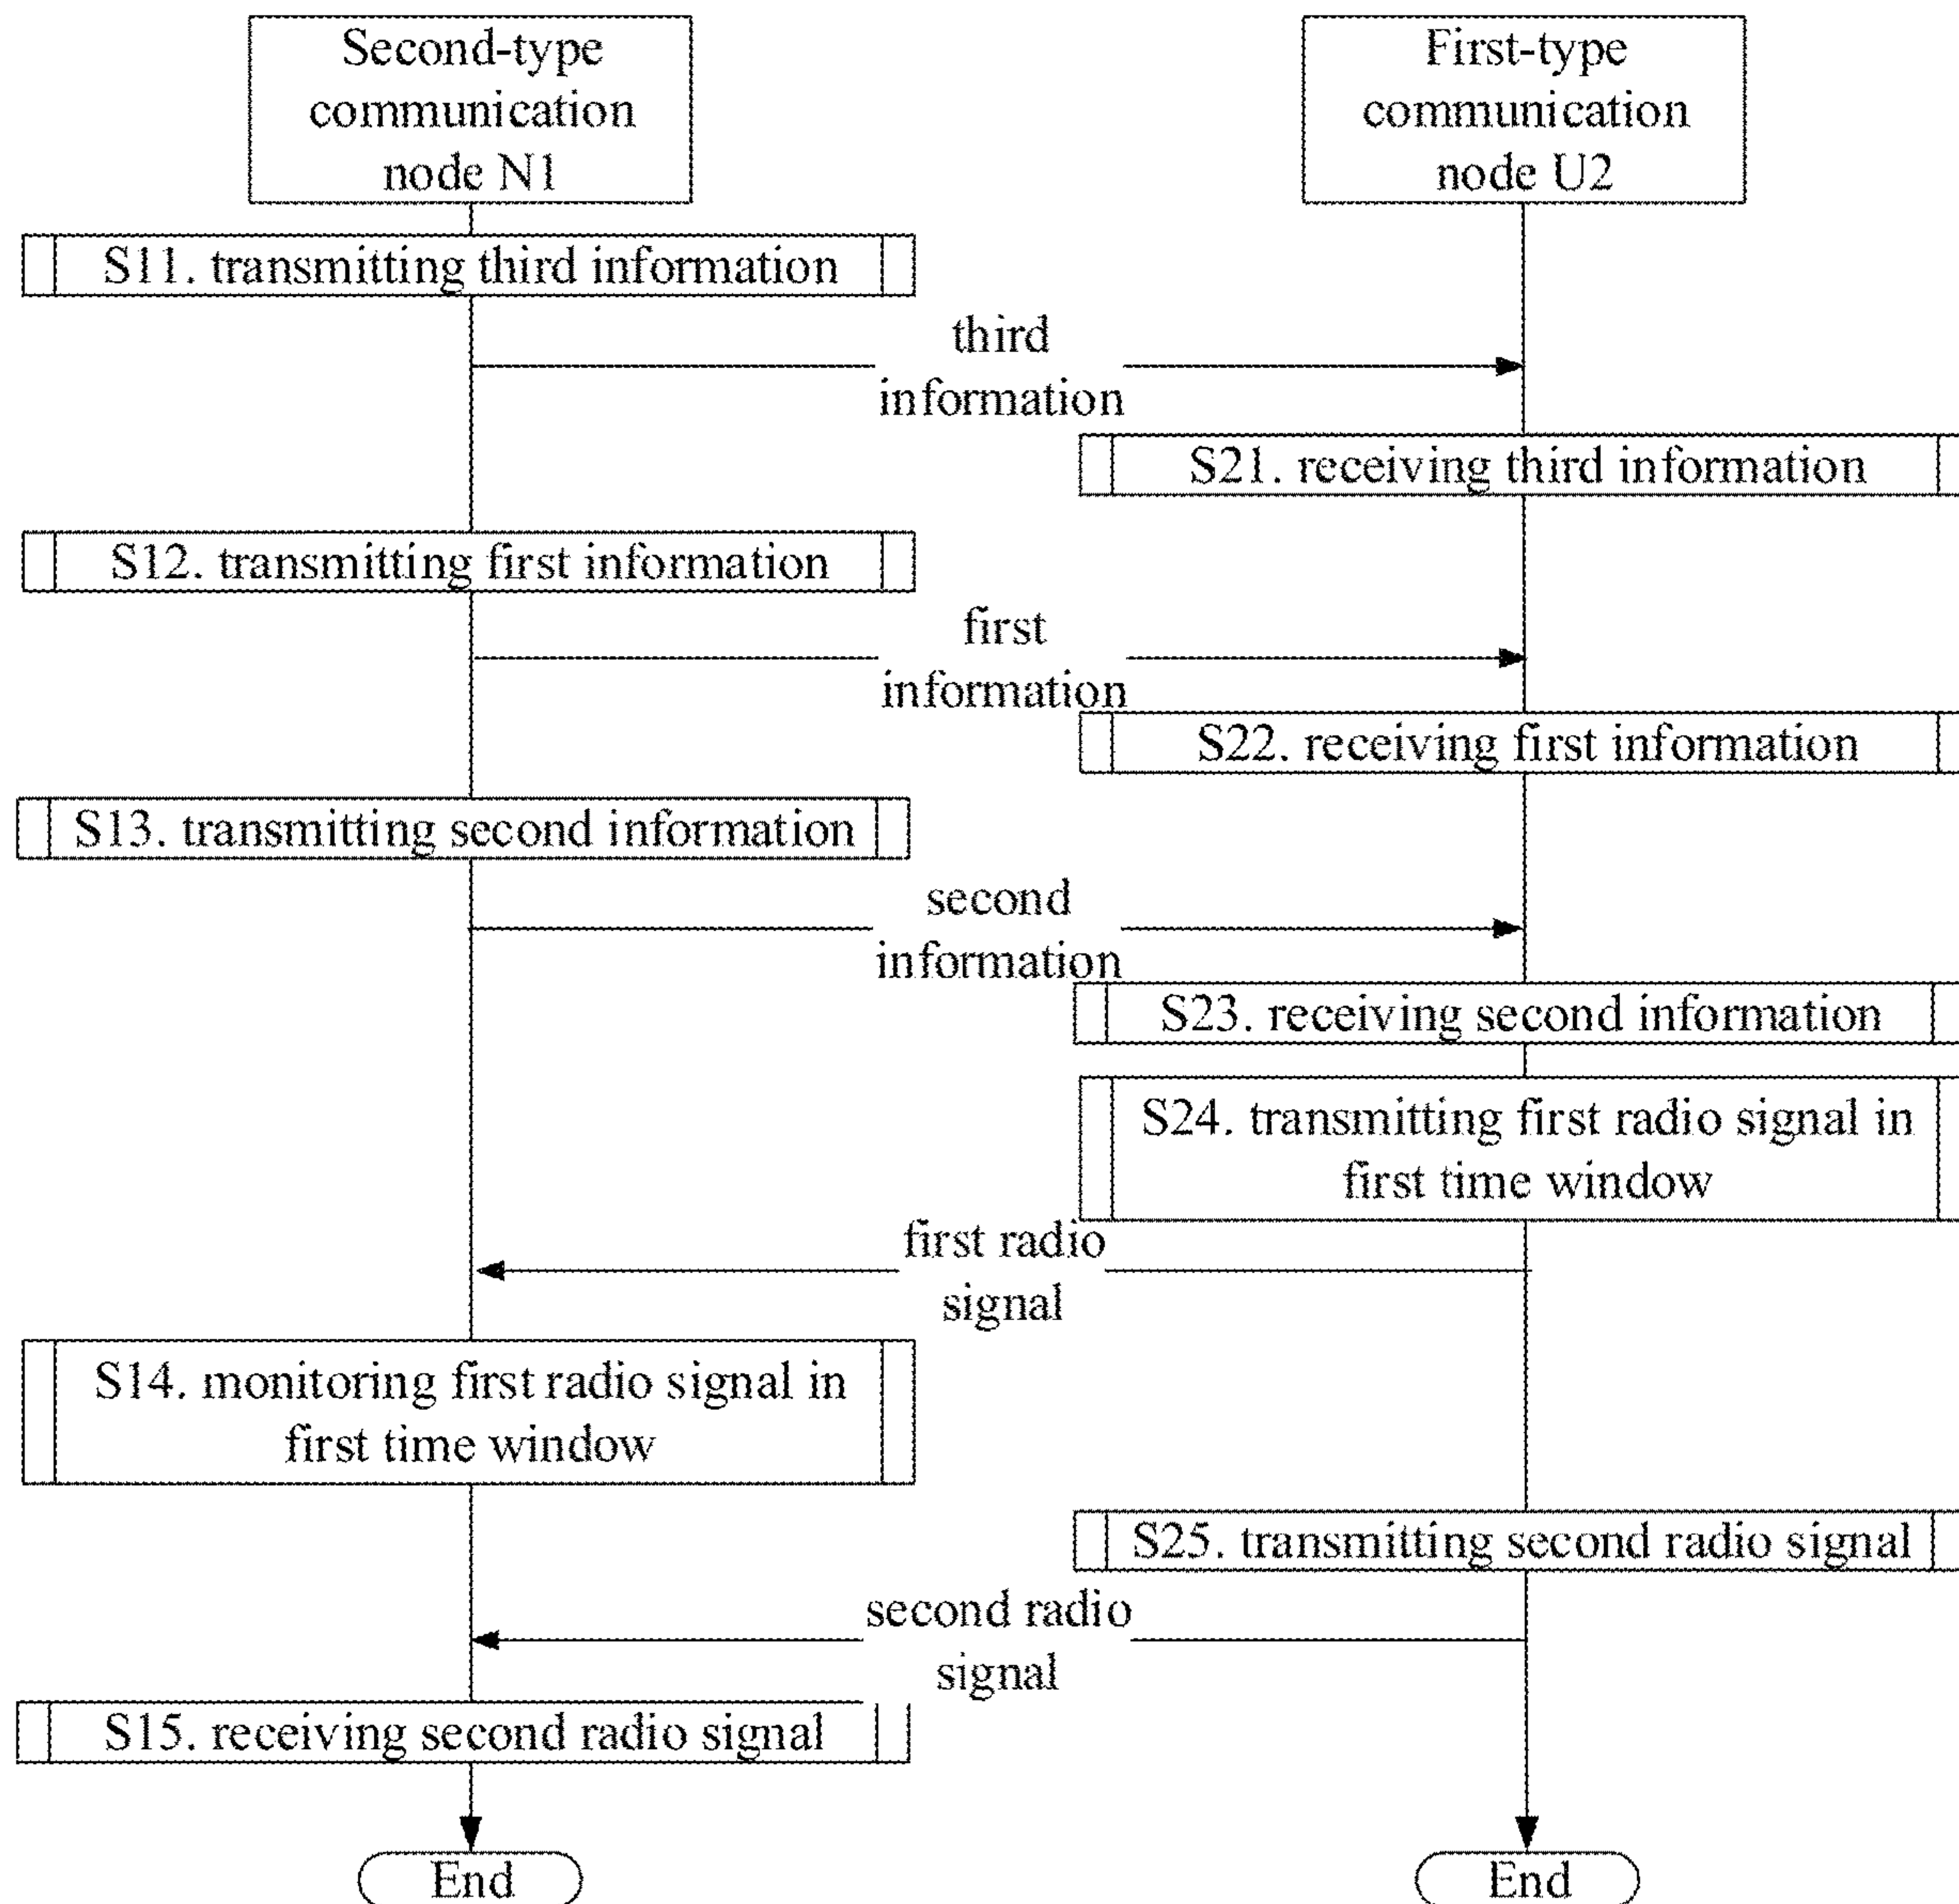 Second-type
communication
node N1
First-type
communication
node U2
S11. transmitting third information
third
information
S21. receiving third information
S12. transmitting first information
first
information
S22. receiving first information
S13. transmitting second information
second
information
S23. receiving second information
S24. transmitting first radio signal in
first time window
first radio
signal
S14. monitoring first radio signal in
first time window
S25. transmitting second radio signal
second radio
signal
S15. receiving second radio signal
End
End